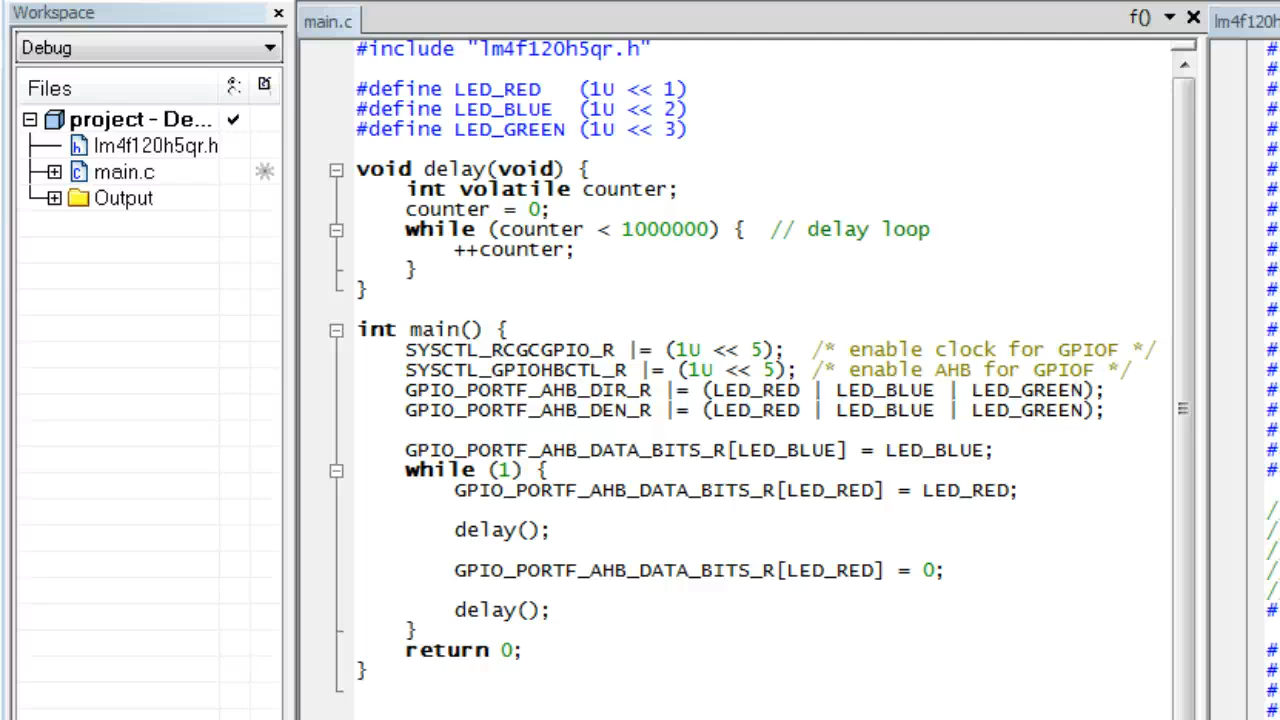 Workspace
Debug
Files
project - De...
lm4f120h5qr.h
main.c
Output
main.c
f()
lm4f120h
#include "lm4f120h5qr.h"
#define LED_RED   (1U << 1)
#define LED_BLUE  (1U << 2)
#define LED_GREEN (1U << 3)
void delay(void) {
    int volatile counter;
    counter = 0;
    while (counter < 1000000) {  // delay loop
        ++counter;
    }
}
int main() {
    SYSCTL_RCGCGPIO_R |= (1U << 5);  /* enable clock for GPIOF */
    SYSCTL_GPIOHBCTL_R |= (1U << 5); /* enable AHB for GPIOF */
    GPIO_PORTF_AHB_DIR_R |= (LED_RED | LED_BLUE | LED_GREEN);
    GPIO_PORTF_AHB_DEN_R |= (LED_RED | LED_BLUE | LED_GREEN);
    GPIO_PORTF_AHB_DATA_BITS_R[LED_BLUE] = LED_BLUE;
    while (1) {
        GPIO_PORTF_AHB_DATA_BITS_R[LED_RED] = LED_RED;
        delay();
        GPIO_PORTF_AHB_DATA_BITS_R[LED_RED] = 0;
        delay();
    }
    return 0;
}